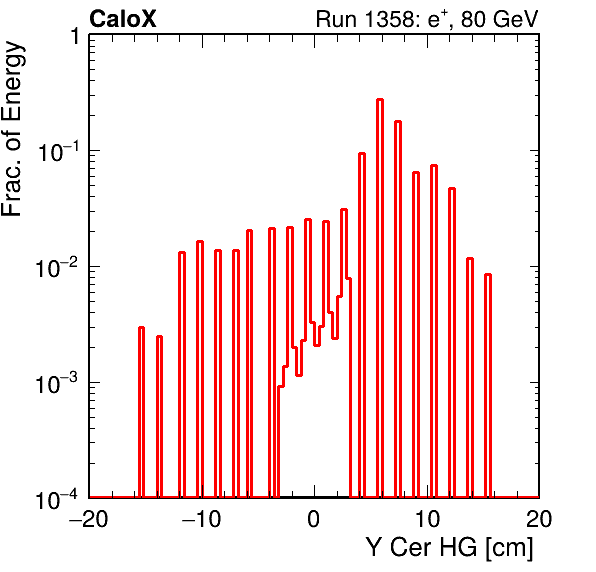 CaloX Run 1358: e⁺, 80 GeV
Frac. of Energy
1
10⁻¹
10⁻²
10⁻³
10⁻⁴
−20 −10 0 10 20
Y Cer HG [cm]